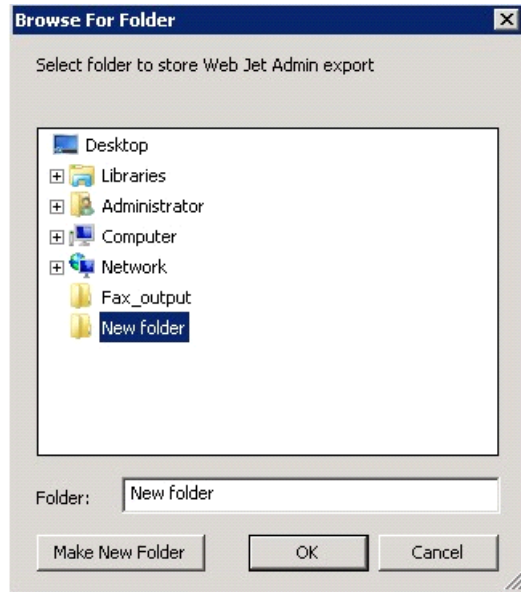 Browse For Folder
Select folder to store Web Jet Admin export
Desktop
Libraries
Administrator
Computer
Network
Fax_output
New folder
Folder: New folder
Make New Folder OK Cancel